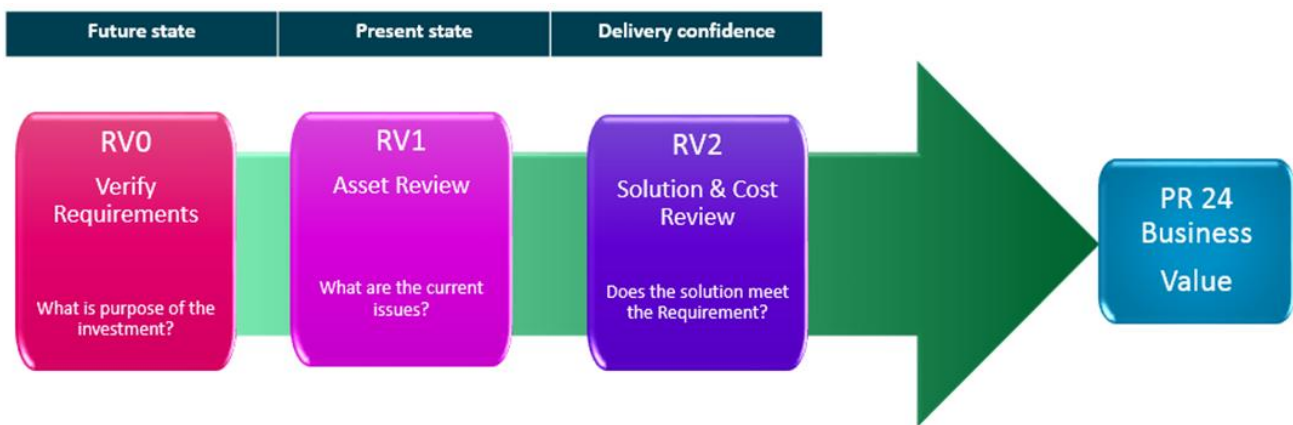 Future state
Present state
Delivery confidence
RV0
Verify
Requirements
What is purpose of the
investment?
RV1
Asset Review
What are the current
issues?
RV2
Solution & Cost
Review
Does the solution meet
the Requirement?
PR 24
Business
Value